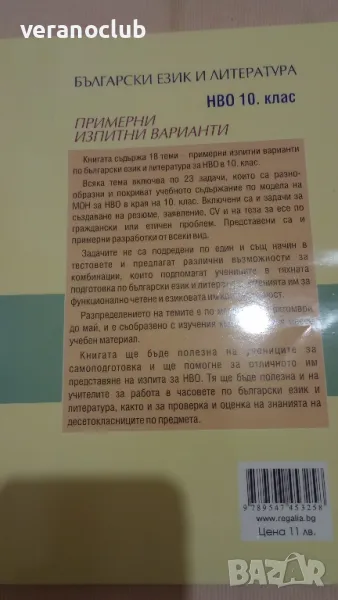 veranoclub
БЪЛГАРСКИ ЕЗИК И ЛИТЕРАТУРА
НВО 10. клас
ПРИМЕРНИ
ИЗПИТНИ ВАРИАНТИ
Книгата съдържа 18 теми примерни изпитни варианти
по български език и литература за НВО в 10. клас.
Всяка тема включва по 23 задачи, които са разно-
образни и покриват учебното съдържание по модела на
МОН за НВО в края на 10. клас. Включени са и задачи за
създаване на резюме, заявление, CV и на теза за есе по
граждански или етичен проблем. Представени са и
примерни разработки от всеки вид.
Задачите не са подредени по един и същ начин в
тестовете и предлагат различни възможности за
комбинации, които подпомагат учениците в тяхната
подготовка по български език и литература
функционално четене и езиковата им
Разпределението на темите е по
до май, и е съобразено с изучения
учебен материал.
Книгата ще бъде полезна на учениците за
самоподготовка и ще помогне за отличното им
представяне на изпита за НВО. Тя ще бъде полезна и на
учителите за работа в часовете по български език и
литература, както и за проверка и оценка на знанията на
десетокласниците по предмета.
9 789547 453258
www.regalia.bg
Цена 11 лв.
BAZAR